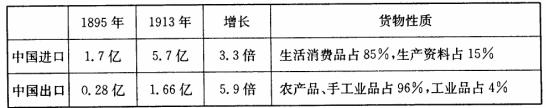 1895年 1913年 增长 货物性质
中国进口 1.7亿 5.7亿 3.3倍 生活消费品占85%,生产资料占15%
中国出口 0.28亿 1.66亿 5.9倍 农产品、手工业品占96%,工业品占4%